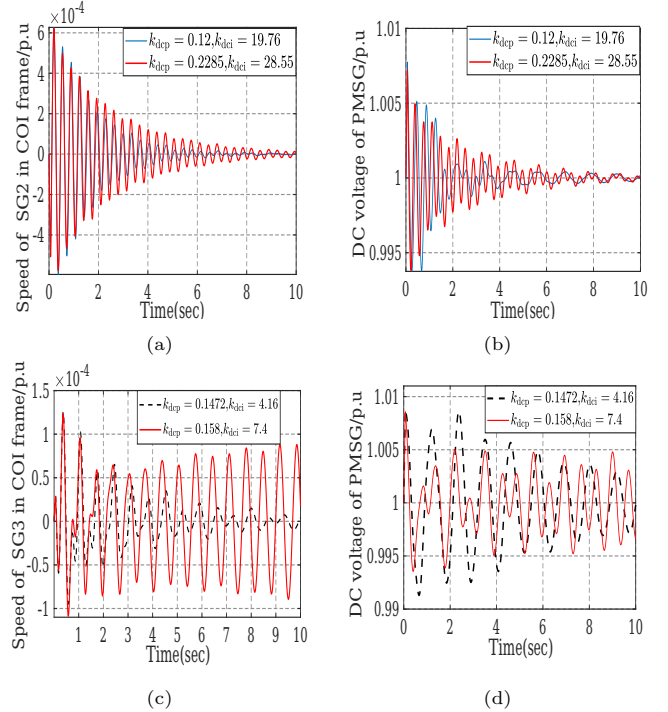 ×10⁻⁴
6
4
2
0
-2
-4
0 2 4 6 8 10
Time(sec)
Speed of SG2 in COI frame/p.u
k_dcp = 0.12,k_dci = 19.76
k_dcp = 0.2285,k_dci = 28.55
(a)
1.01
1.005
1
0.995
0 2 4 6 8 10
Time(sec)
DC voltage of PMSG/p.u
k_dcp = 0.12,k_dci = 19.76
k_dcp = 0.2285,k_dci = 28.55
(b)
×10⁻⁴
1.5
1
0.5
0
-0.5
-1
1 2 3 4 5 6 7 8 9 10
Time(sec)
Speed of SG3 in COI frame/p.u
k_dcp = 0.1472,k_dci = 4.16
k_dcp = 0.158,k_dci = 7.4
(c)
1.01
1.005
1
0.995
0.99
0 2 4 6 8 10
Time(sec)
DC voltage of PMSG/p.u
k_dcp = 0.1472,k_dci = 4.16
k_dcp = 0.158,k_dci = 7.4
(d)